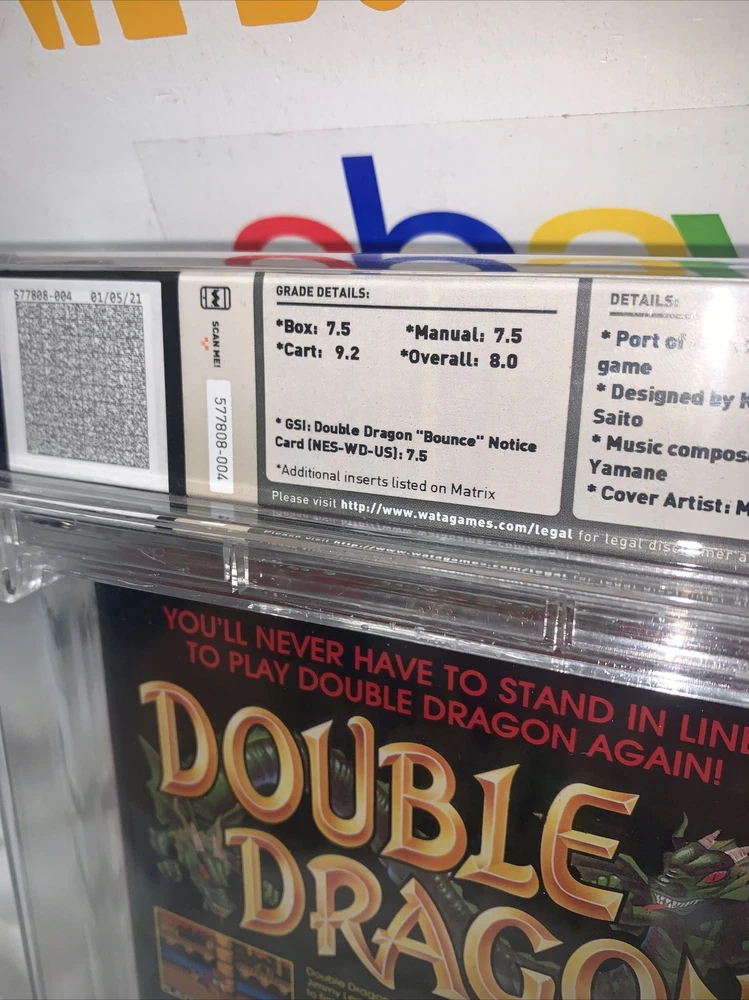 ebay
577808-004 01/05/21
SCAN ME!
577808-004
GRADE DETAILS:
*Box: 7.5 *Manual: 7.5
*Cart: 9.2 *Overall: 8.0
* GSI: Double Dragon "Bounce" Notice
Card (NES-WD-US): 7.5
*Additional inserts listed on Matrix
Please visit http://www.watagames.com/legal for legal disclaimer
DETAILS:
* Port of
game
* Designed by
Saito
* Music
Yamane
* Cover Artist:
YOU'LL NEVER HAVE TO STAND IN LINE
TO PLAY DOUBLE DRAGON AGAIN!
DOUBLE
DRAGON
Double Dragon
Jimmy